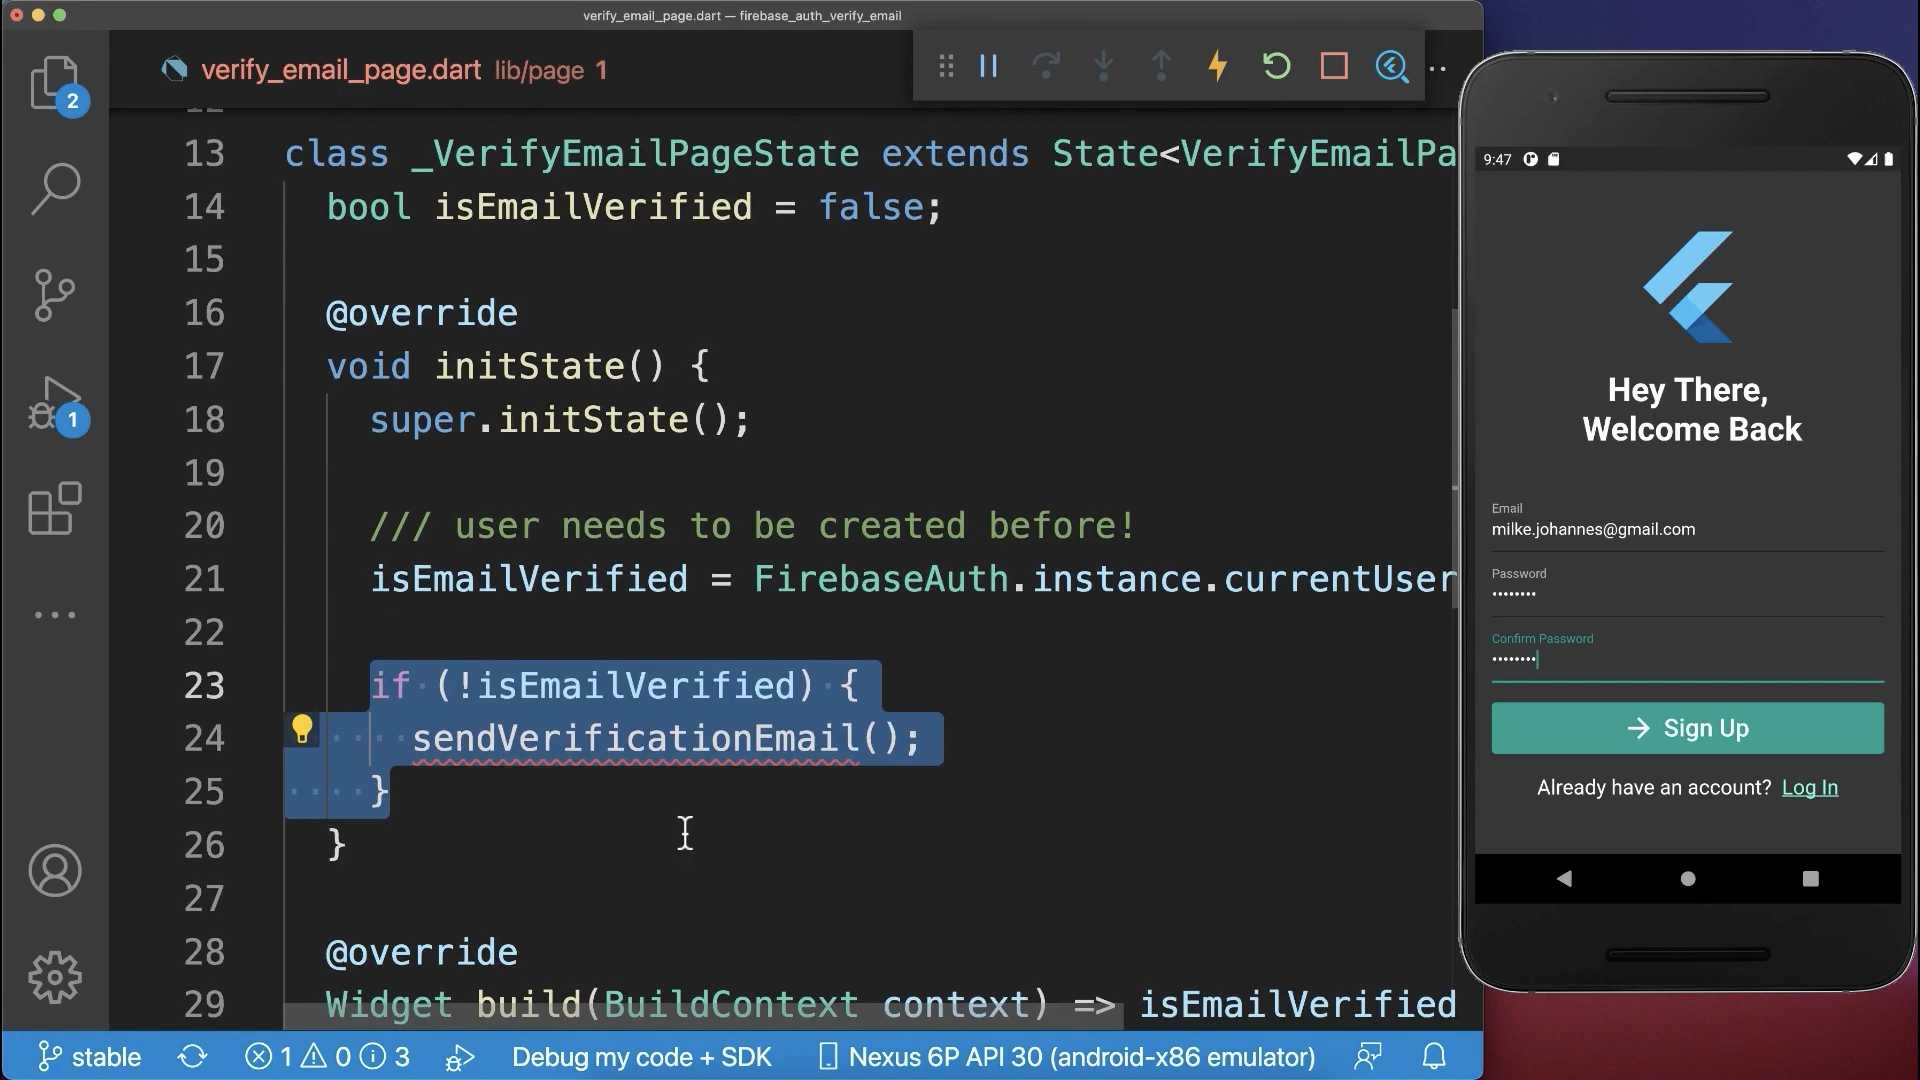 verify_email_page.dart — firebase_auth_verify_email
verify_email_page.dart lib/page 1
2
1
13 class _VerifyEmailPageState extends State<VerifyEmailPa
14 bool isEmailVerified = false;
15
16 @override
17 void initState() {
18 super.initState();
19
20 /// user needs to be created before!
21 isEmailVerified = FirebaseAuth.instance.currentUser
22
23 if (!isEmailVerified) {
24 sendVerificationEmail();
25 }
26 }
27
28 @override
29 Widget build(BuildContext context) => isEmailVerified
stable 1 0 3 Debug my code + SDK Nexus 6P API 30 (android-x86 emulator)
9:47
Hey There,
Welcome Back
Email
milke.johannes@gmail.com
Password
••••••••
Confirm Password
••••••••
Sign Up
Already have an account? Log In